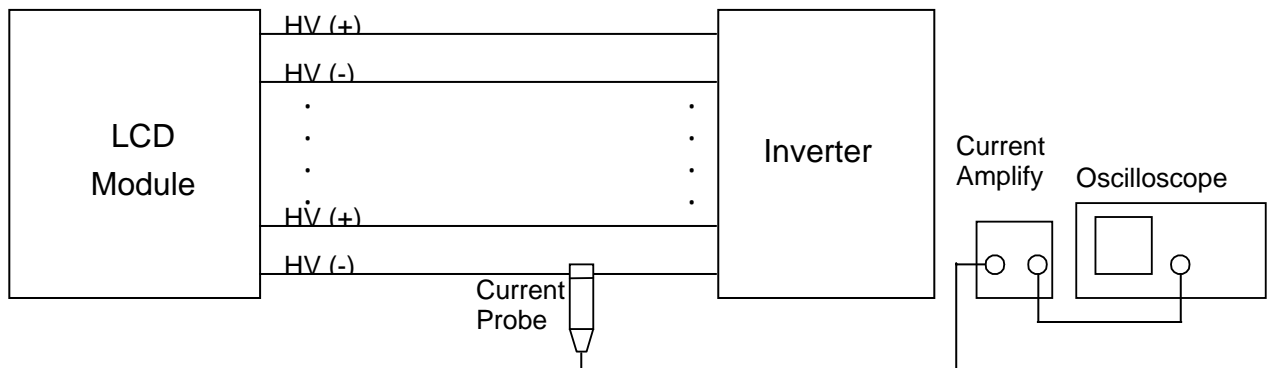 HV (+)
HV (-)
LCD
Module
Inverter
HV (+)
HV (-)
Current
Probe
Current
Amplify
Oscilloscope